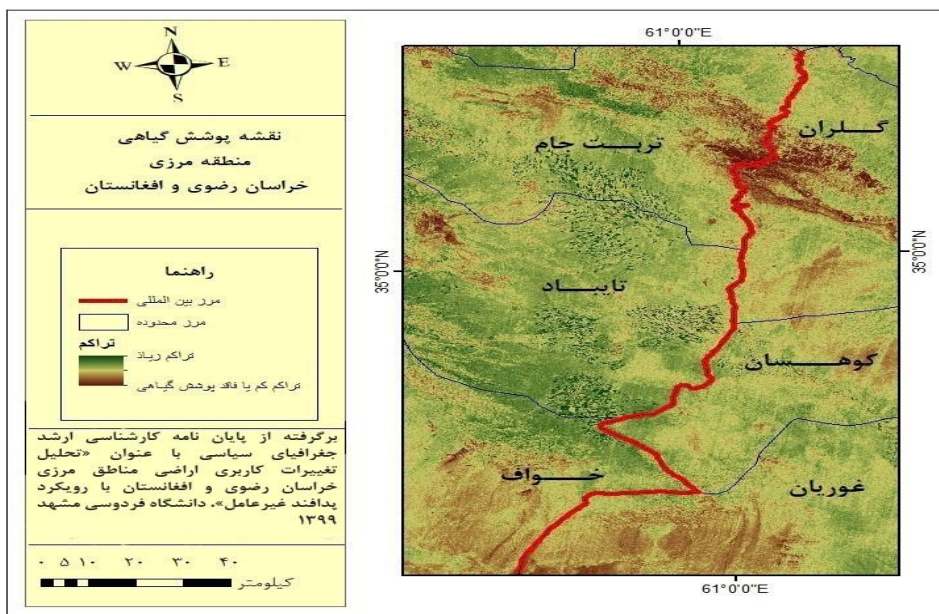 N
W E
S
نقشه پوشش گیاهی
منطقه مرزی
خراسان رضوی و افغانستان
راهنما
مرز بین المللی
مرز محدوده
تراکم
تراکم زیاد
تراکم کم یا فاقد پوشش گیاهی
برگرفته از پایان نامه کارشناسی ارشد
جغرافیای سیاسی با عنوان «تحلیل
تغییرات کاربری اراضی مناطق مرزی
خراسان رضوی و افغانستان با رویکرد
پدافند غیرعامل». دانشگاه فردوسی مشهد
۱۳۹۹
۰ ۵ ۱۰ ۲۰ ۳۰ ۴۰
کیلومتر
61°0'0"E
گلران
تربت جام
35°0'0"N
35°0'0"N
تایباد
کوهسان
خواف
غوریان
61°0'0"E